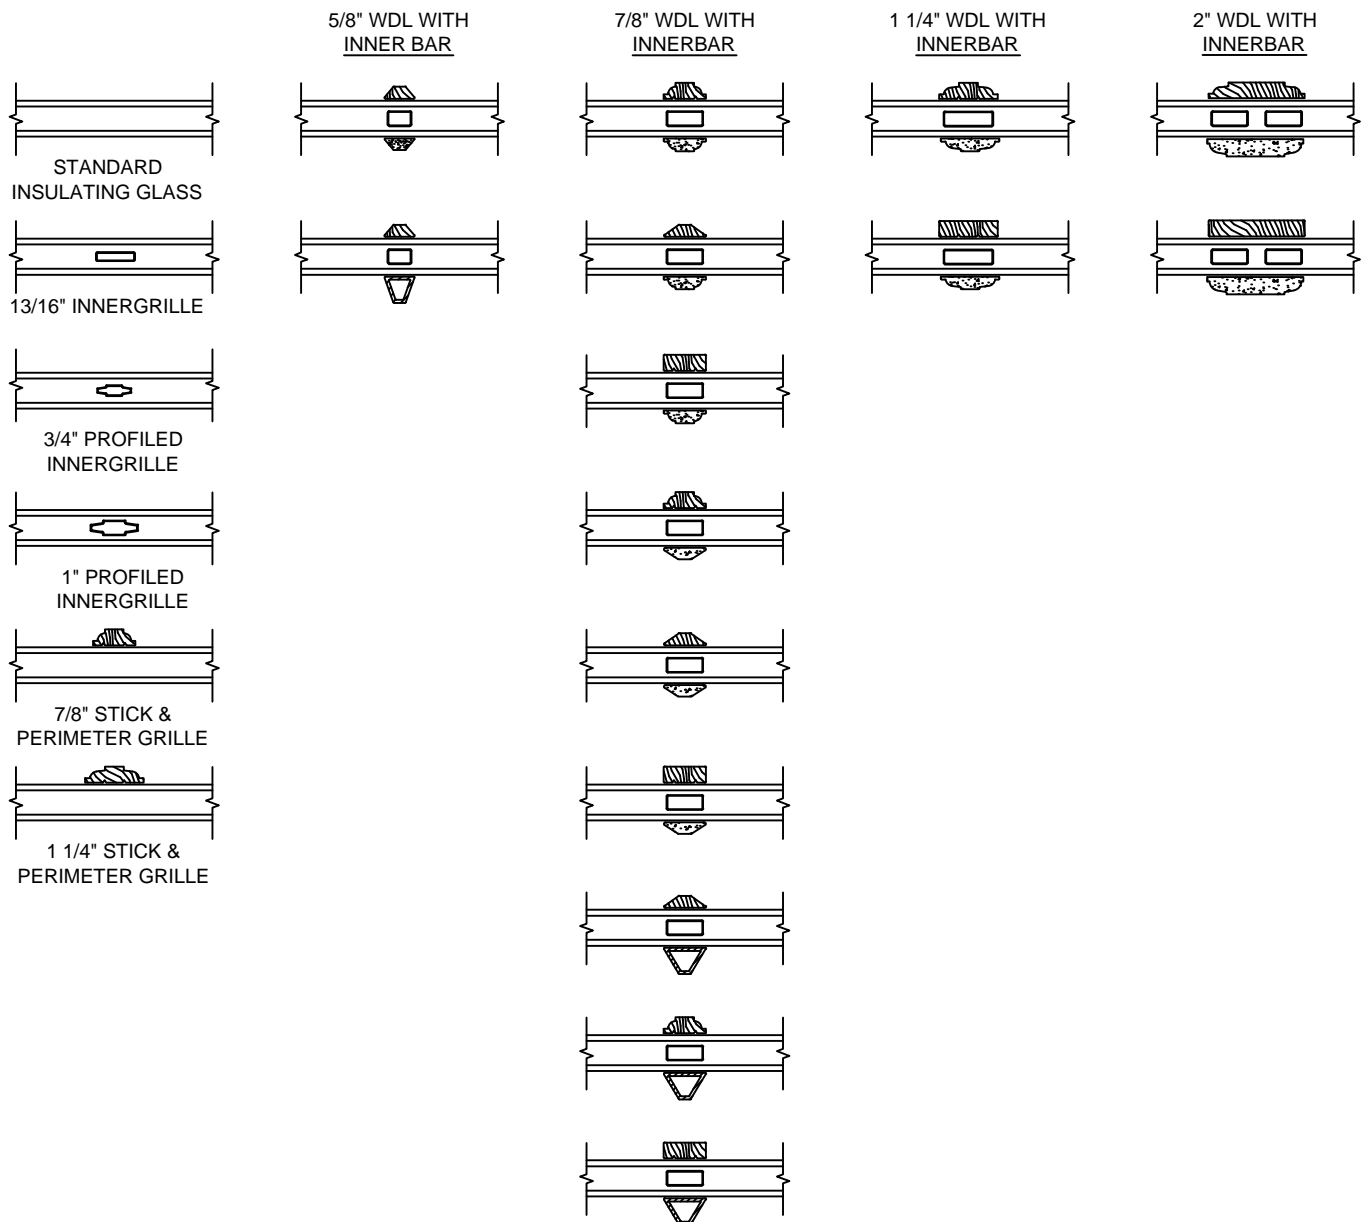 5/8" WDL WITH
INNER BAR
7/8" WDL WITH
INNERBAR
1 1/4" WDL WITH
INNERBAR
2" WDL WITH
INNERBAR
STANDARD
INSULATING GLASS
13/16" INNERGRILLE
3/4" PROFILED
INNERGRILLE
1" PROFILED
INNERGRILLE
7/8" STICK &
PERIMETER GRILLE
1 1/4" STICK &
PERIMETER GRILLE